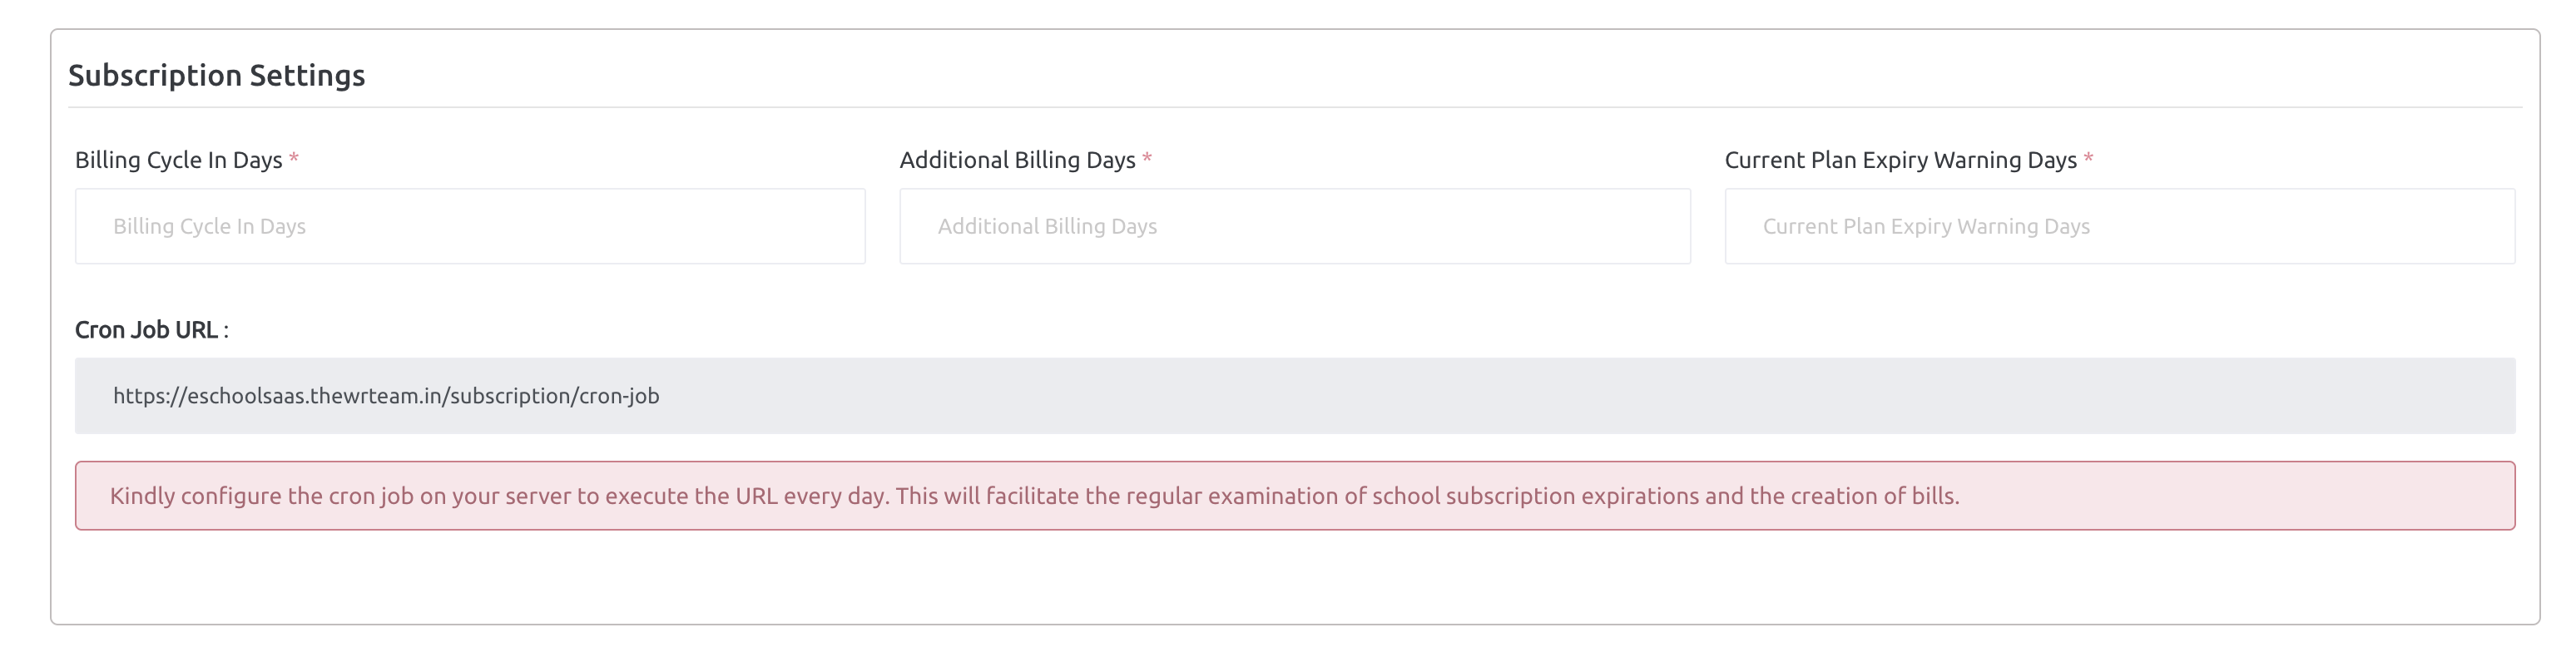 Subscription Settings
Billing Cycle In Days *
Additional Billing Days *
Current Plan Expiry Warning Days *
Billing Cycle In Days
Additional Billing Days
Current Plan Expiry Warning Days
Cron Job URL :
https://eschoolsaas.thewrteam.in/subscription/cron-job
Kindly configure the cron job on your server to execute the URL every day. This will facilitate the regular examination of school subscription expirations and the creation of bills.